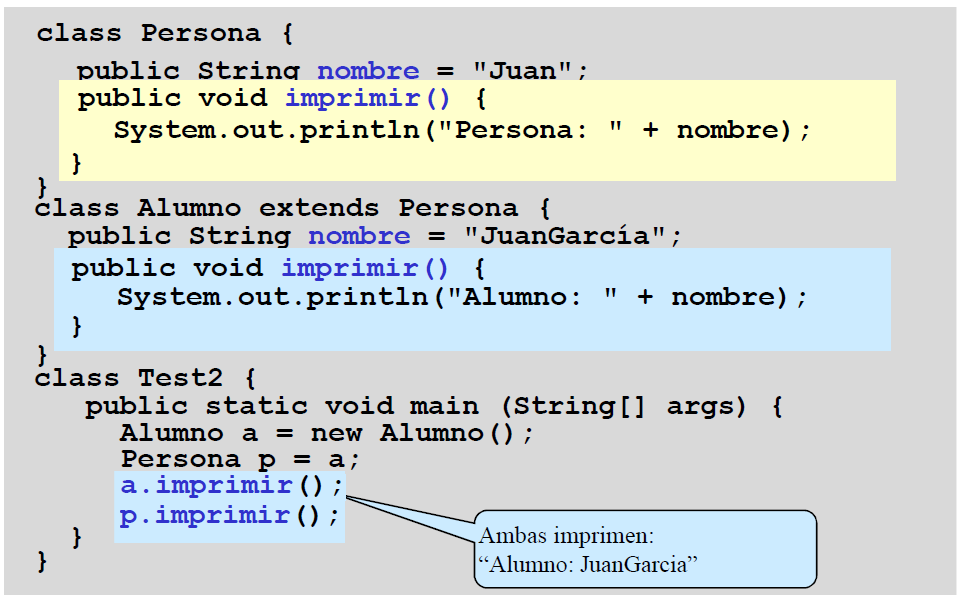 class Persona {
public String nombre = "Juan";
public void imprimir() {
System.out.println("Persona: " + nombre);
}
}
class Alumno extends Persona {
public String nombre = "JuanGarcía";
public void imprimir() {
System.out.println("Alumno: " + nombre);
}
}
class Test2 {
public static void main (String[] args) {
Alumno a = new Alumno();
Persona p = a;
a.imprimir();
p.imprimir();
}
}
Ambas imprimen:
“Alumno: JuanGarcia”